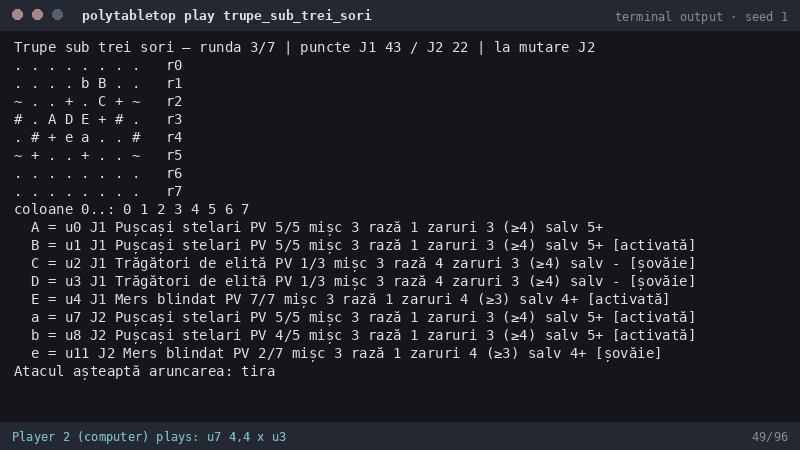 polytabletop play trupe_sub_trei_sori
terminal output · seed 1
Trupe sub trei sori — runda 3/7 | puncte J1 43 / J2 22 | la mutare J2
. . . . . . . . r0
. . . . b B . . r1
~ . . + . C + ~ r2
# . A D E + # . r3
. # + e a . . # r4
~ + . . + . . ~ r5
. . . . . . . . r6
. . . . . . . . r7
coloane 0..: 0 1 2 3 4 5 6 7
A = u0 J1 Pușcași stelari PV 5/5 mișc 3 rază 1 zaruri 3 (≥4) salv 5+
B = u1 J1 Pușcași stelari PV 5/5 mișc 3 rază 1 zaruri 3 (≥4) salv 5+ [activată]
C = u2 J1 Trăgători de elită PV 1/3 mișc 3 rază 4 zaruri 3 (≥4) salv - [șovăie]
D = u3 J1 Trăgători de elită PV 1/3 mișc 3 rază 4 zaruri 3 (≥4) salv - [șovăie]
E = u4 J1 Mers blindat PV 7/7 mișc 3 rază 1 zaruri 4 (≥3) salv 4+ [activată]
a = u7 J2 Pușcași stelari PV 5/5 mișc 3 rază 1 zaruri 3 (≥4) salv 5+ [activată]
b = u8 J2 Pușcași stelari PV 4/5 mișc 3 rază 1 zaruri 3 (≥4) salv 5+ [activată]
e = u11 J2 Mers blindat PV 2/7 mișc 3 rază 1 zaruri 4 (≥3) salv 4+ [șovăie]
Atacul așteaptă aruncarea: tira
Player 2 (computer) plays: u7 4,4 x u3
49/96